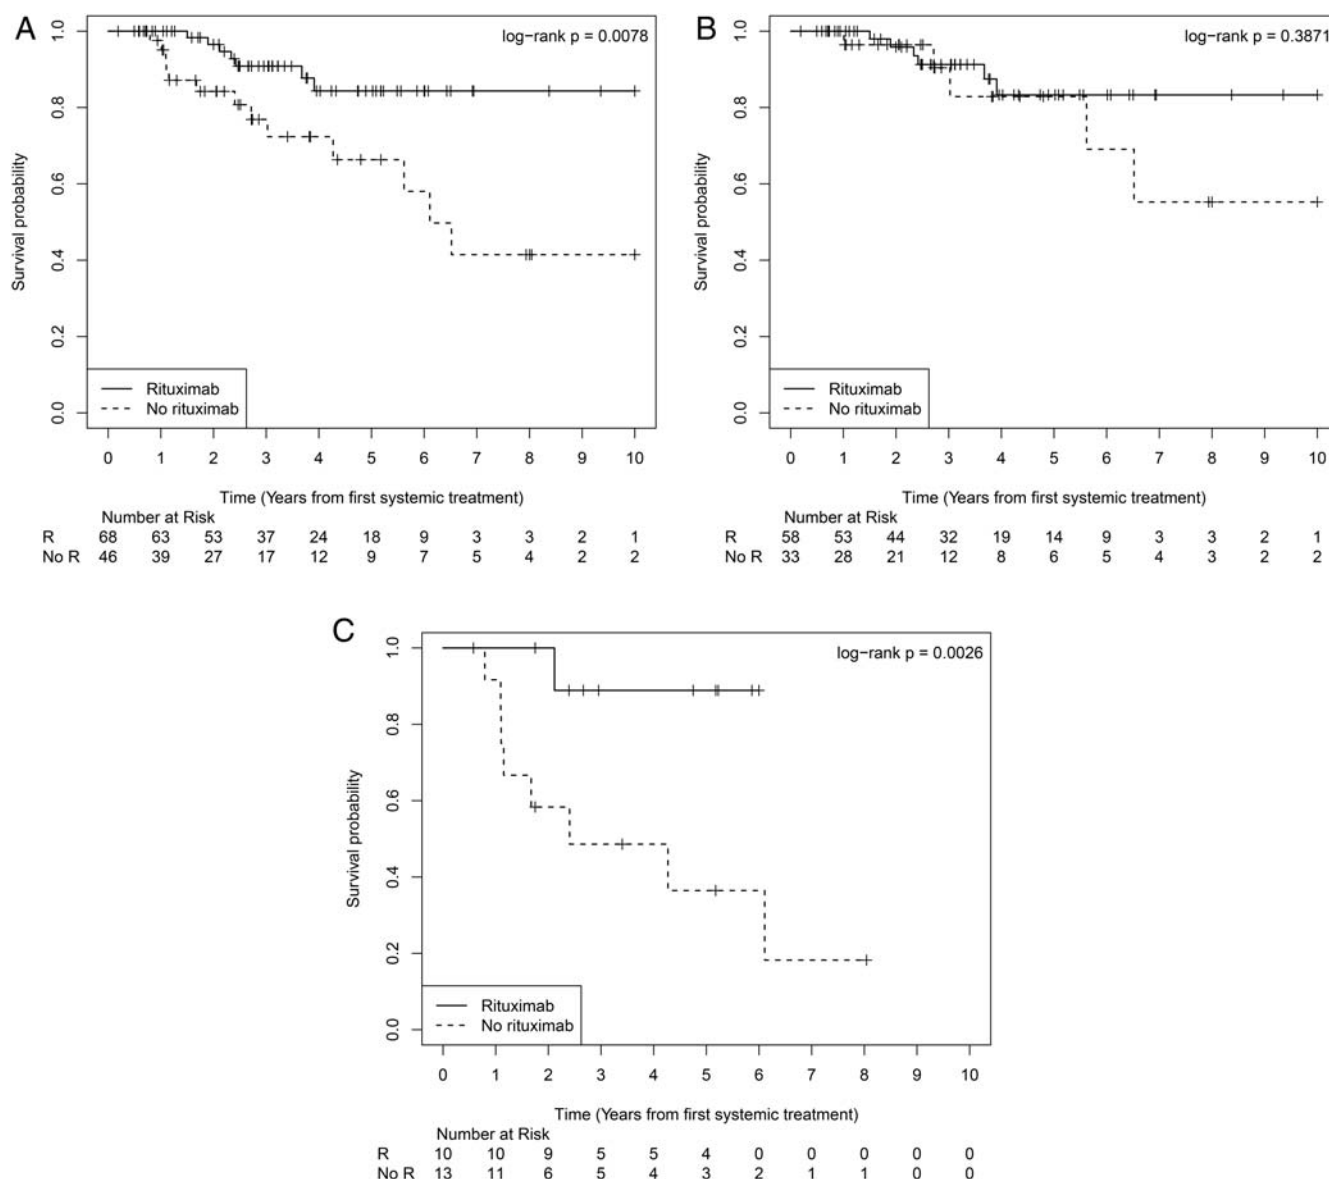 A
log-rank p = 0.0078
1.0
0.8
0.6
0.4
0.2
0.0
Survival probability
Rituximab
No rituximab
0 1 2 3 4 5 6 7 8 9 10
Time (Years from first systemic treatment)
Number at Risk
R 68 63 53 37 24 18 9 3 3 2 1
No R 46 39 27 17 12 9 7 5 4 2 2
B
log-rank p = 0.3871
1.0
0.8
0.6
0.4
0.2
0.0
Survival probability
Rituximab
No rituximab
0 1 2 3 4 5 6 7 8 9 10
Time (Years from first systemic treatment)
Number at Risk
R 58 53 44 32 19 14 9 3 3 2 1
No R 33 28 21 12 8 6 5 4 3 2 2
C
log-rank p = 0.0026
1.0
0.8
0.6
0.4
0.2
0.0
Survival probability
Rituximab
No rituximab
0 1 2 3 4 5 6 7 8 9 10
Time (Years from first systemic treatment)
Number at Risk
R 10 10 9 5 5 4 0 0 0 0 0
No R 13 11 6 5 4 3 2 1 1 0 0